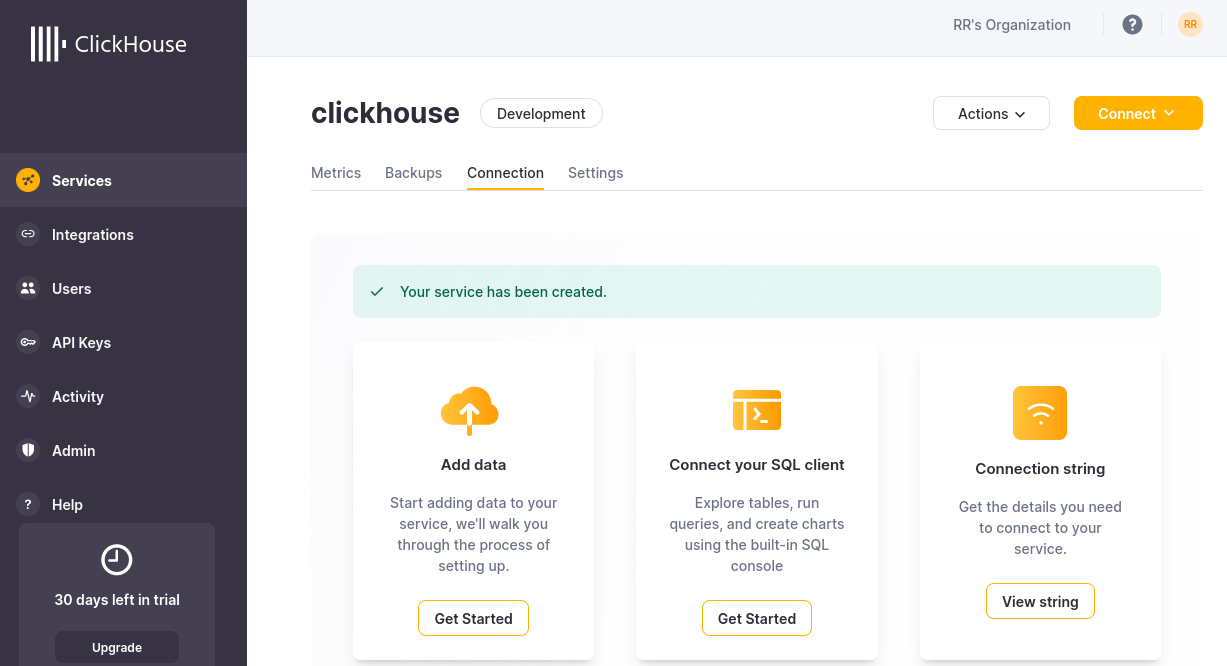 ClickHouse
RR's Organization
?
RR
clickhouse
Development
Actions
Connect
Metrics
Backups
Connection
Settings
Services
Integrations
Users
API Keys
Activity
Admin
?
Help
30 days left in trial
Upgrade
Your service has been created.
Add data
Start adding data to your
service, we'll walk you
through the process of
setting up.
Get Started
Connect your SQL client
Explore tables, run
queries, and create charts
using the built-in SQL
console
Get Started
Connection string
Get the details you need
to connect to your
service.
View string